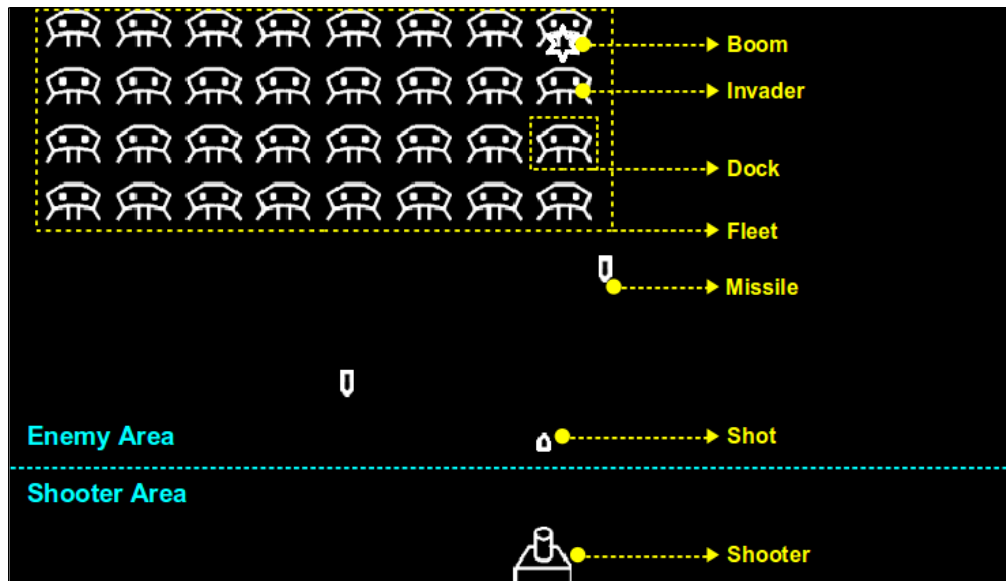 Boom
Invader
Dock
Fleet
Missile
Enemy Area
Shot
Shooter Area
Shooter